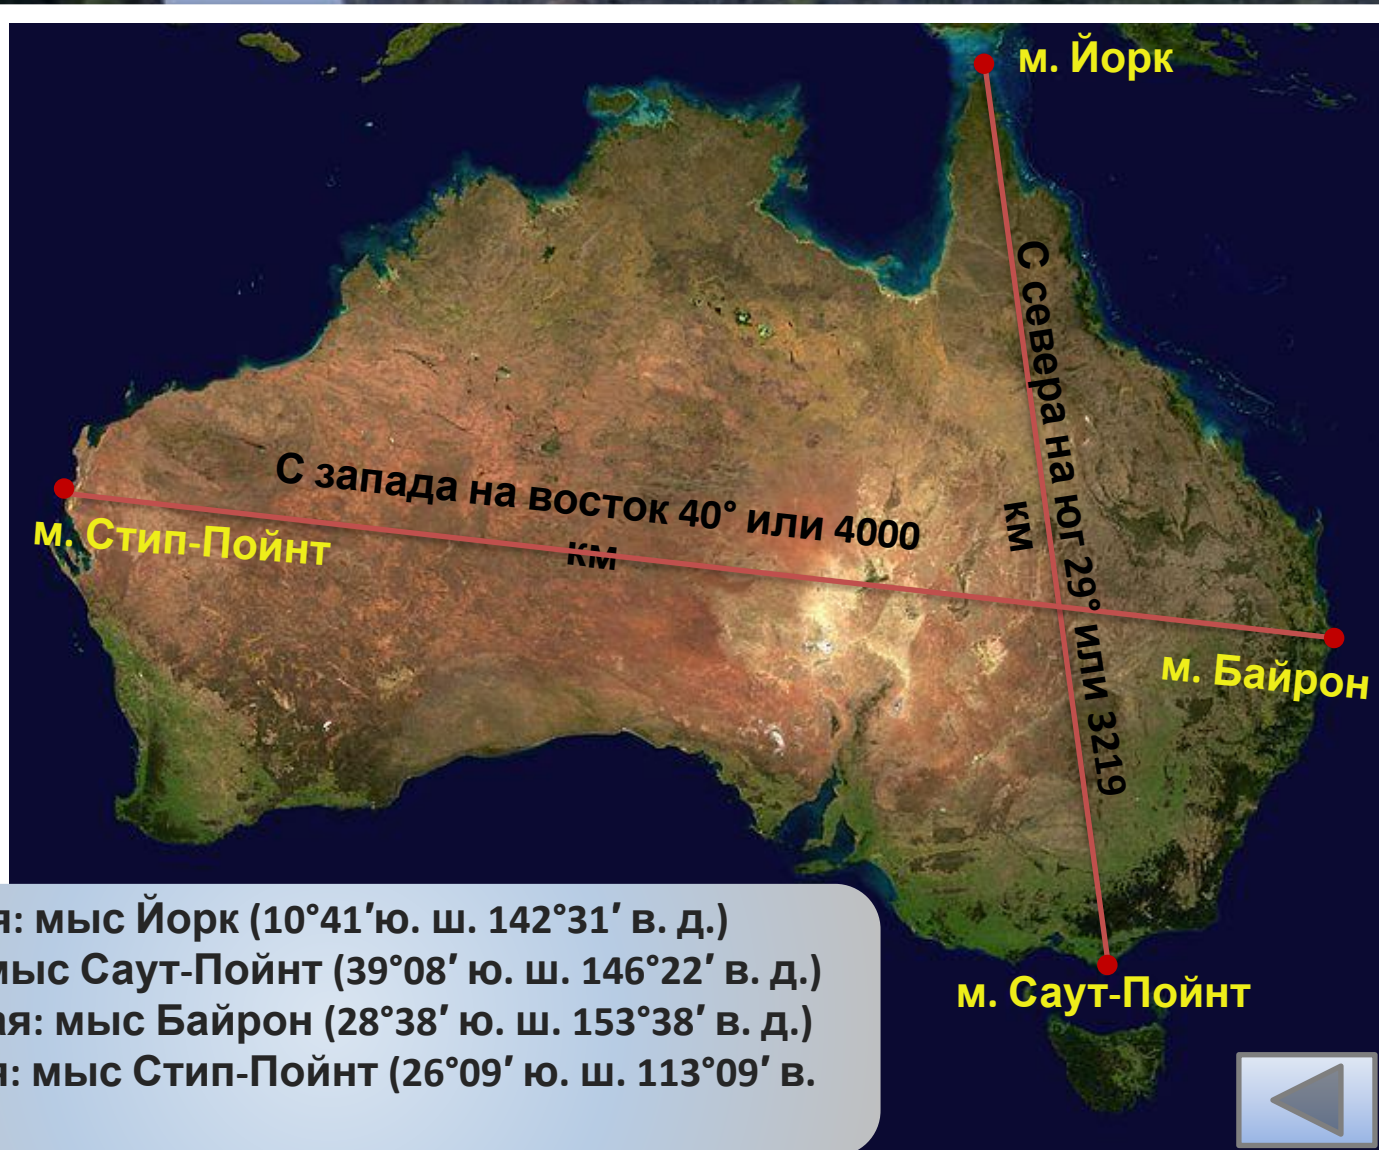 м. Йорк
С севера на юг 29° или 3219
км
С запада на восток 40° или 4000
км
м. Стип-Пойнт
м. Байрон
я: мыс Йорк (10°41′ю. ш. 142°31′ в. д.)
мыс Саут-Пойнт (39°08′ ю. ш. 146°22′ в. д.)
ая: мыс Байрон (28°38′ ю. ш. 153°38′ в. д.)
я: мыс Стип-Пойнт (26°09′ ю. ш. 113°09′ в.
м. Саут-Пойнт